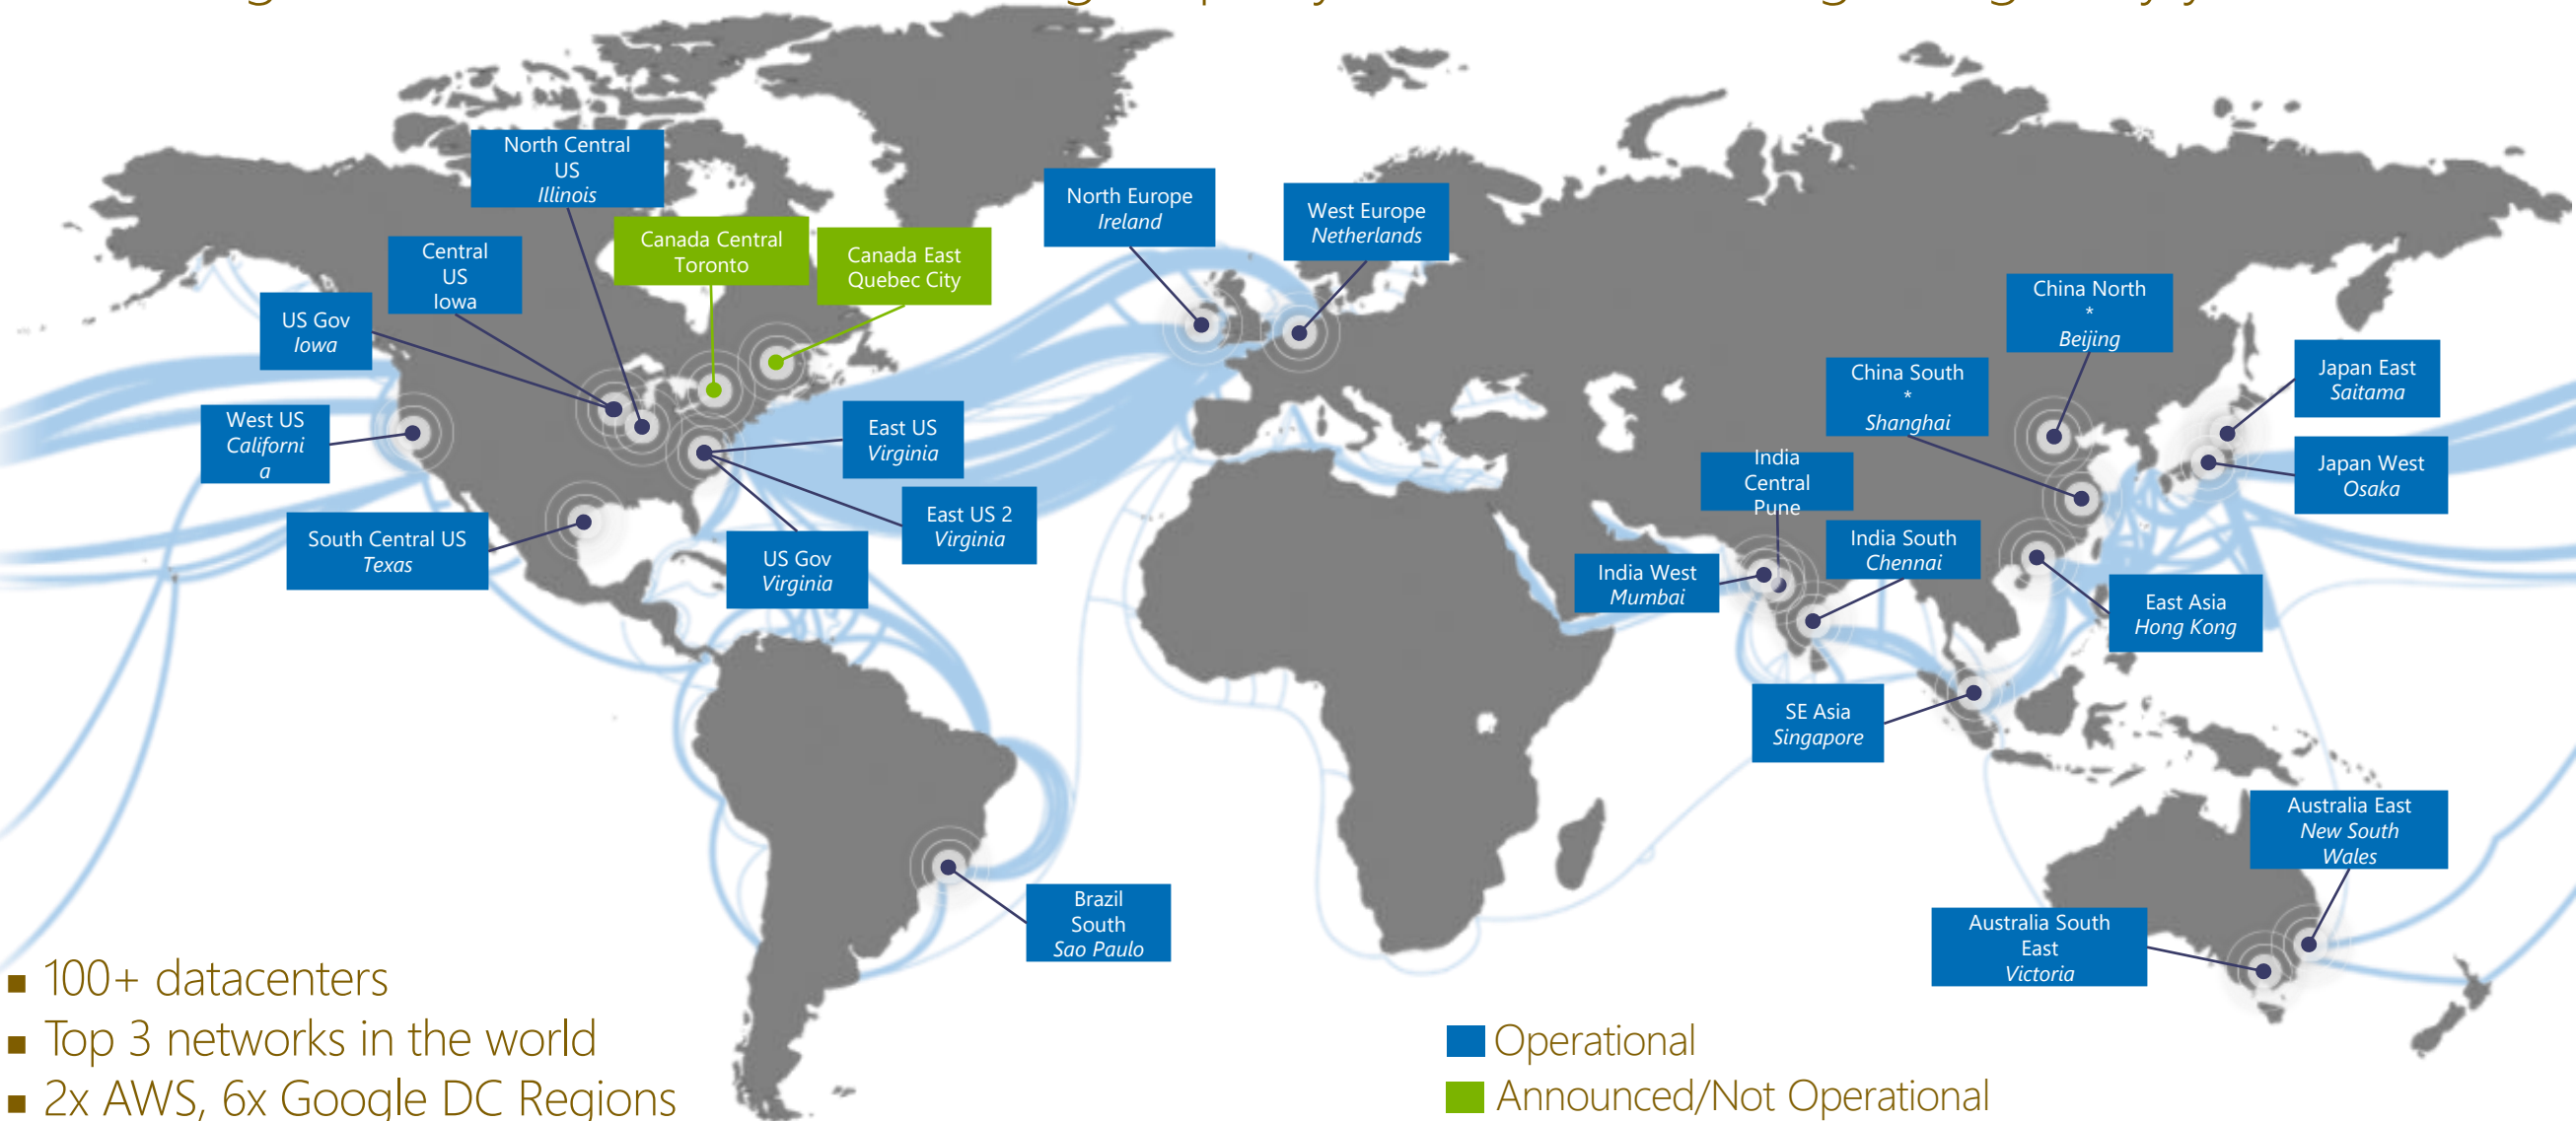 North Central
US
Illinois
Central
US
Iowa
Canada Central
Toronto
Canada East
Quebec City
US Gov
Iowa
West US
Californi
a
South Central US
Texas
East US
Virginia
East US 2
Virginia
US Gov
Virginia
Brazil
South
Sao Paulo
North Europe
Ireland
West Europe
Netherlands
China North
*
Beijing
China South
*
Shanghai
Japan East
Saitama
Japan West
Osaka
India
Central
Pune
India South
Chennai
India West
Mumbai
East Asia
Hong Kong
SE Asia
Singapore
Australia East
New South
Wales
Australia South
East
Victoria
■ 100+ datacenters
■ Top 3 networks in the world
■ 2x AWS, 6x Google DC Regions
Operational
Announced/Not Operational